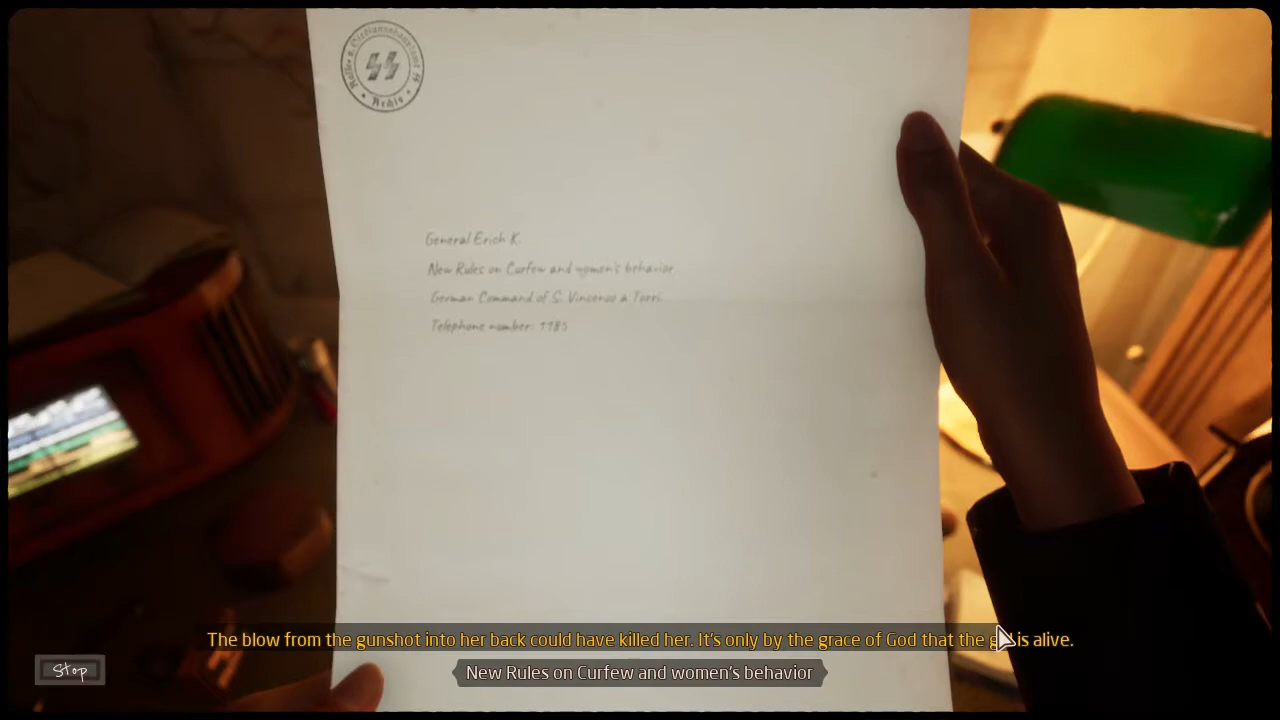 SS
Archiv
General Erich K.
New Rules on Curfew and women's behavior
German Command of S. Vincenzo a Torri.
Telephone number: 1185
The blow from the gunshot into her back could have killed her. It's only by the grace of God that the is alive.
Stop
New Rules on Curfew and women's behavior